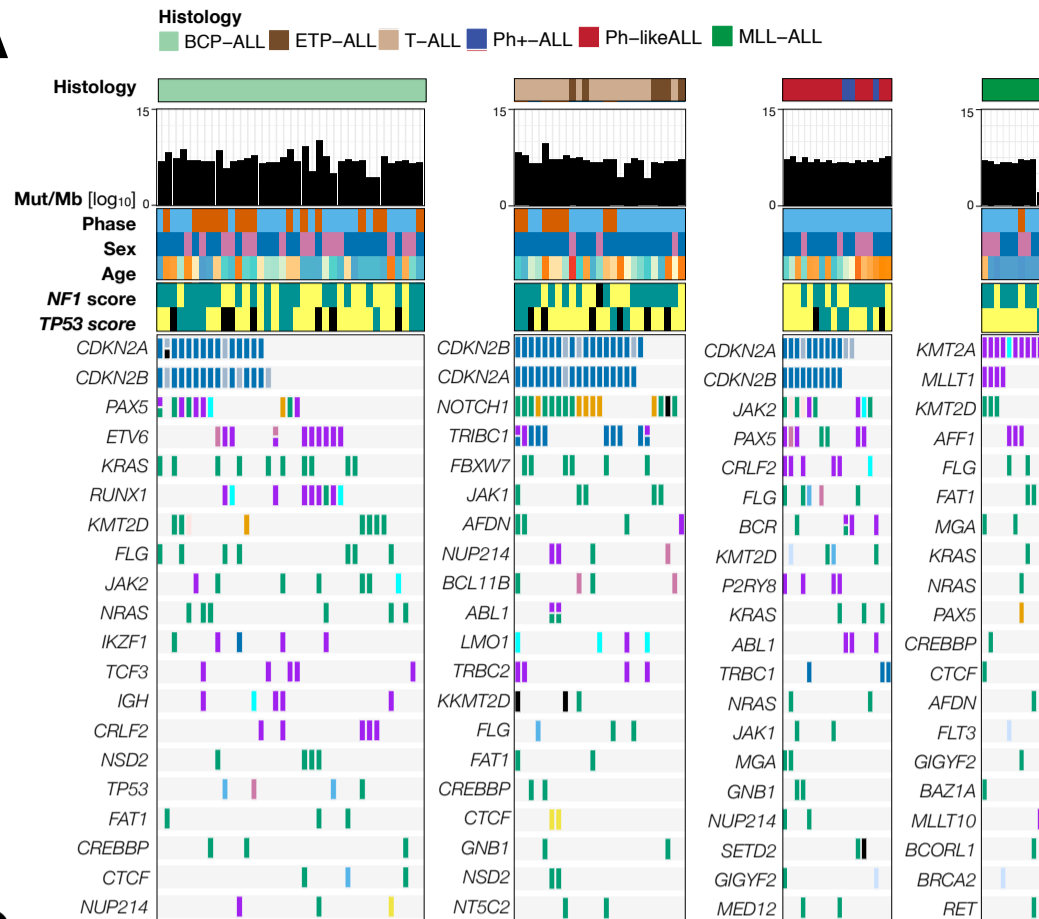 Histology
BCP-ALL ETP-ALL T-ALL Ph+-ALL Ph-likeALL MLL-ALL
Histology
15 15 15 15
Mut/Mb [log10] 0 0 0 0
Phase
Sex
Age
NF1 score
TP53 score
CDKN2A CDKN2B CDKN2A KMT2A
CDKN2B CDKN2A CDKN2B MLLT1
PAX5 NOTCH1 JAK2 KMT2D
ETV6 TRIBC1 PAX5 AFF1
KRAS FBXW7 CRLF2 FLG
RUNX1 JAK1 FLG FAT1
KMT2D AFDN BCR MGA
FLG NUP214 KMT2D KRAS
JAK2 BCL11B P2RY8 NRAS
NRAS ABL1 KRAS PAX5
IKZF1 LMO1 ABL1 CREBBP
TCF3 TRBC2 TRBC1 CTCF
IGH KKMT2D NRAS AFDN
CRLF2 FLG JAK1 FLT3
NSD2 FAT1 MGA GIGYF2
TP53 CREBBP GNB1 BAZ1A
FAT1 CTCF NUP214 MLLT10
CREBBP GNB1 SETD2 BCORL1
CTCF NSD2 GIGYF2 BRCA2
NUP214 NT5C2 MED12 RET